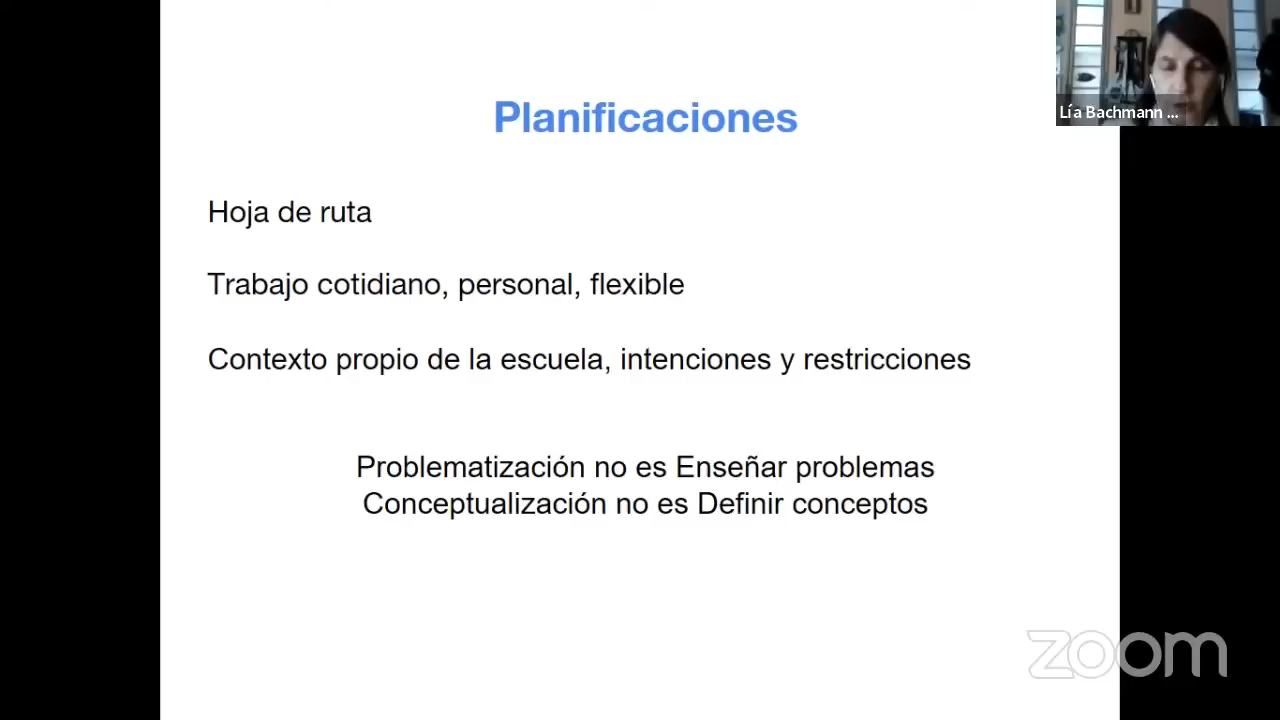 Planificaciones
Lía Bachmann ...
Hoja de ruta
Trabajo cotidiano, personal, flexible
Contexto propio de la escuela, intenciones y restricciones
Problematización no es Enseñar problemas
Conceptualización no es Definir conceptos
zoom